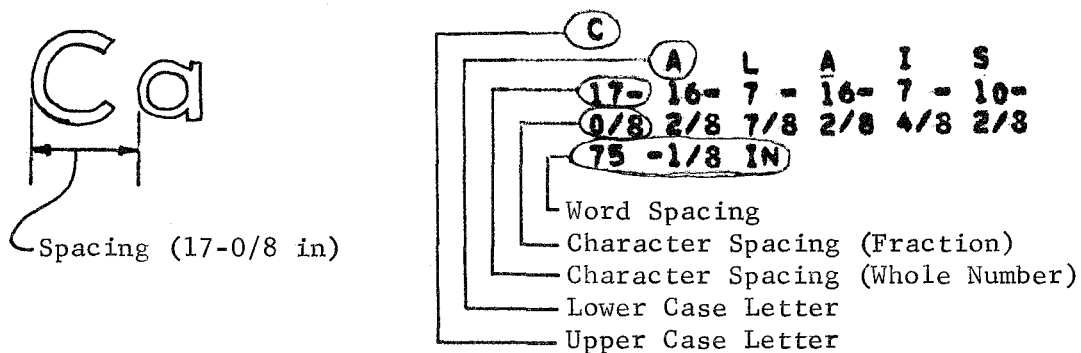 Ca
Spacing (17-0/8 in)
C
A L A I S
17- 16- 7 - 16- 7 - 10-
0/8 2/8 7/8 2/8 4/8 2/8
75 -1/8 IN
Word Spacing
Character Spacing (Fraction)
Character Spacing (Whole Number)
Lower Case Letter
Upper Case Letter